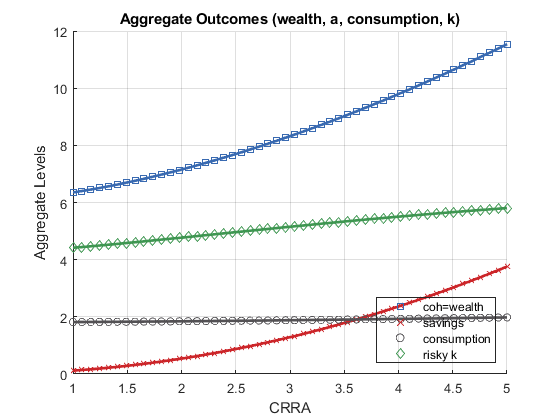 Aggregate Outcomes (wealth, a, consumption, k)
12
10
8
6
4
2
0
Aggregate Levels
coh=wealth
savings
consumption
risky k
1
1.5
2
2.5
3
3.5
4
4.5
5
CRRA